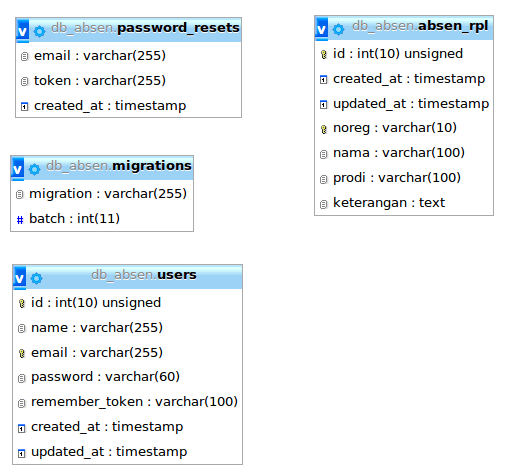 db_absen.password_resets
email : varchar(255)
token : varchar(255)
created_at : timestamp
db_absen.absen_rpl
id : int(10) unsigned
created_at : timestamp
updated_at : timestamp
noreg : varchar(10)
nama : varchar(100)
prodi : varchar(100)
keterangan : text
db_absen.migrations
migration : varchar(255)
# batch : int(11)
db_absen.users
id : int(10) unsigned
name : varchar(255)
email : varchar(255)
password : varchar(60)
remember_token : varchar(100)
created_at : timestamp
updated_at : timestamp